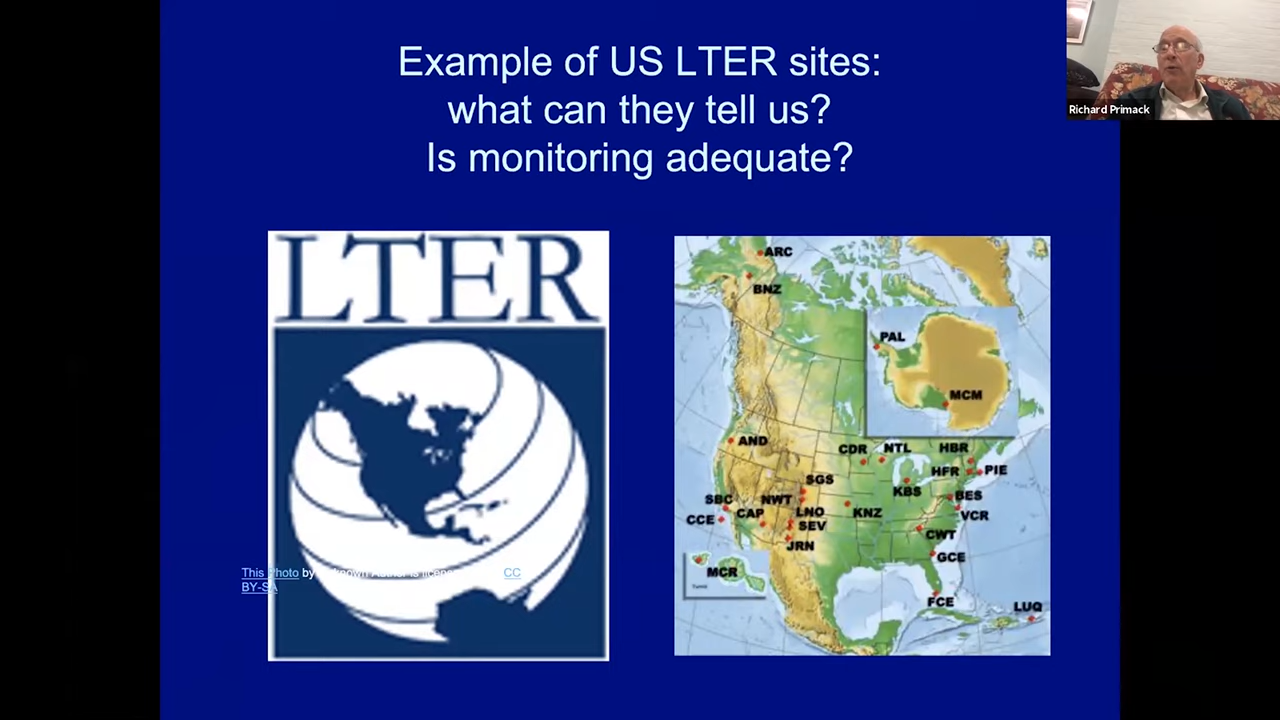 Example of US LTER sites:
what can they tell us?
Is monitoring adequate?
Richard Primack
LTER
This Photo by Author is CC
BY-SA
ARC
BNZ
PAL
MCM
AND
CDR
NTL
HBR
HFR
PIE
SGS
KBS
SBC
NWT
BES
CCE
CAP
LNO
KNZ
VCR
SEV
CWT
JRN
GCE
MCR
FCE
LUQ